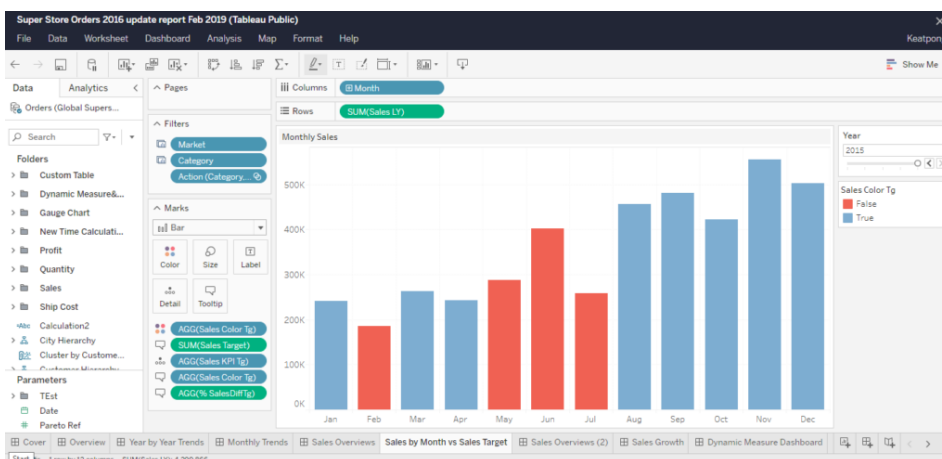 Super Store Orders 2016 update report Feb 2019 (Tableau Public)
File Data Worksheet Dashboard Analysis Map Format Help Keatpon
Show Me
Data Analytics
Orders (Global Supers...
Search
Folders
Custom Table
Dynamic Measure&...
Gauge Chart
New Time Calculati...
Profit
Quantity
Sales
Ship Cost
Calculation2
City Hierarchy
Cluster by Custome...
Customer Hierarchy
Parameters
TEst
Date
Pareto Ref
Pages
Filters
Market
Category
Action (Category,...
Marks
Bar
Color Size Label
Detail Tooltip
AGG(Sales Color Tg)
SUM(Sales Target)
AGG(Sales KPI Tg)
AGG(Sales Color Tg)
AGG(% SalesDiffTg)
Columns Month
Rows SUM(Sales LY)
Monthly Sales
500K
400K
300K
200K
100K
0K
Jan Feb Mar Apr May Jun Jul Aug Sep Oct Nov Dec
Year
2015
Sales Color Tg
False
True
Cover Overview Year by Year Trends Monthly Trends Sales Overviews Sales by Month vs Sales Target Sales Overviews (2) Sales Growth Dynamic Measure Dashboard
Start